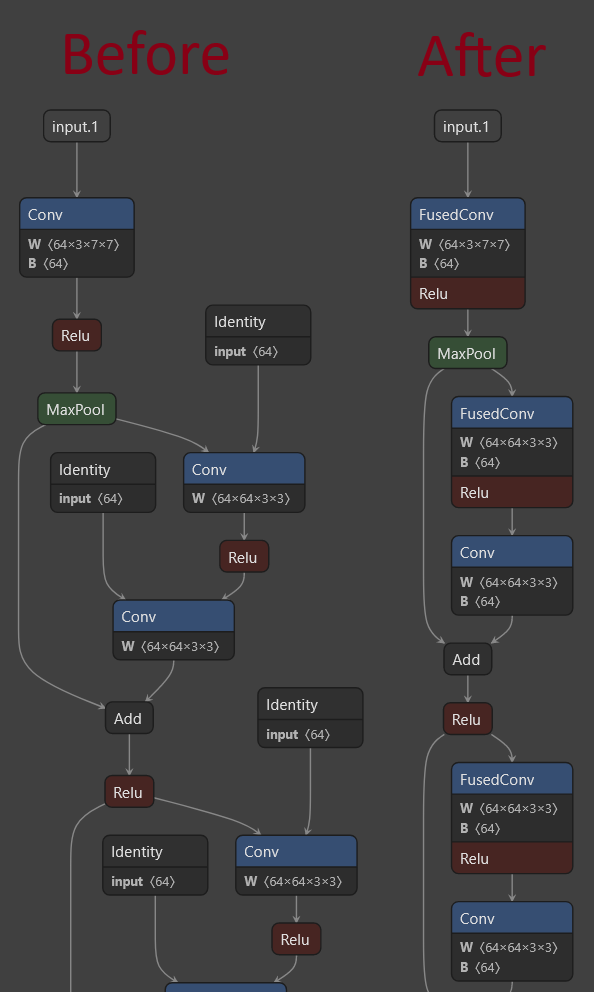 Before
After
input.1
Conv
W ⟨64×3×7×7⟩
B ⟨64⟩
Relu
Identity
input ⟨64⟩
MaxPool
Identity
input ⟨64⟩
Conv
W ⟨64×64×3×3⟩
Relu
Conv
W ⟨64×64×3×3⟩
Add
Identity
input ⟨64⟩
Relu
Identity
input ⟨64⟩
Conv
W ⟨64×64×3×3⟩
Relu
input.1
FusedConv
W ⟨64×3×7×7⟩
B ⟨64⟩
Relu
MaxPool
FusedConv
W ⟨64×64×3×3⟩
B ⟨64⟩
Relu
Conv
W ⟨64×64×3×3⟩
B ⟨64⟩
Add
Relu
FusedConv
W ⟨64×64×3×3⟩
B ⟨64⟩
Relu
Conv
W ⟨64×64×3×3⟩
B ⟨64⟩